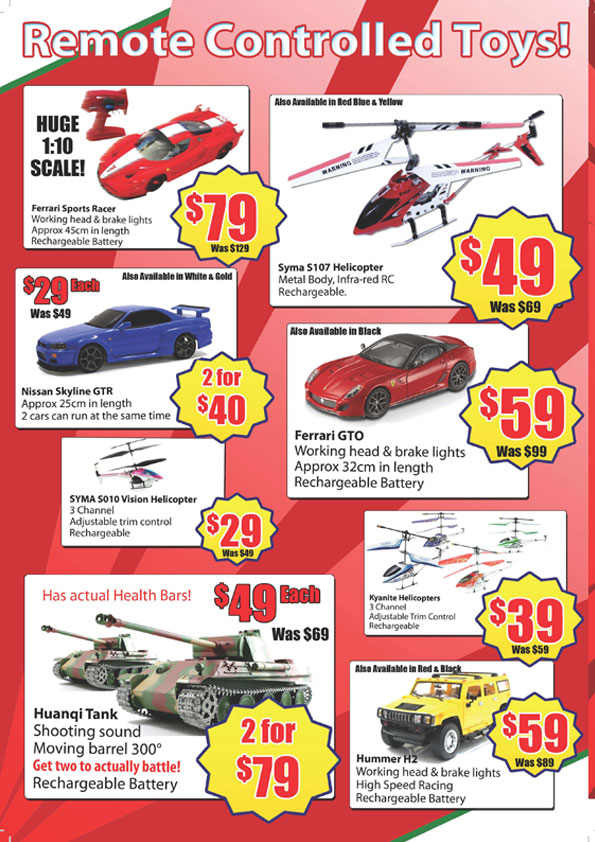 Remote Controlled Toys!
HUGE
1:10
SCALE!
Ferrari Sports Racer
Working head & brake lights
Approx 45cm in length
Rechargeable Battery
$79
Was $129
Also Available in Red Blue & Yellow
WARNING
WARNING
Syma S107 Helicopter
Metal Body, Infra-red RC
Rechargeable.
$49
Was $69
$29 Each
Was $49
Also Available in White & Gold
Nissan Skyline GTR
Approx 25cm in length
2 cars can run at the same time
2 for
$40
Also Available in Black
Ferrari GTO
Working head & brake lights
Approx 32cm in length
Rechargeable Battery
$59
Was $99
SYMA S010 Vision Helicopter
3 Channel
Adjustable trim control
Rechargeable
$29
Was $49
Kyanite Helicopters
3 Channel
Adjustable Trim Control
Rechargeable
$39
Was $59
Has actual Health Bars!
$49 Each
Was $69
Huanqi Tank
Shooting sound
Moving barrel 300°
Get two to actually battle!
Rechargeable Battery
2 for
$79
Also Available in Red & Black
Hummer H2
Working head & brake lights
High Speed Racing
Rechargeable Battery
$59
Was $89